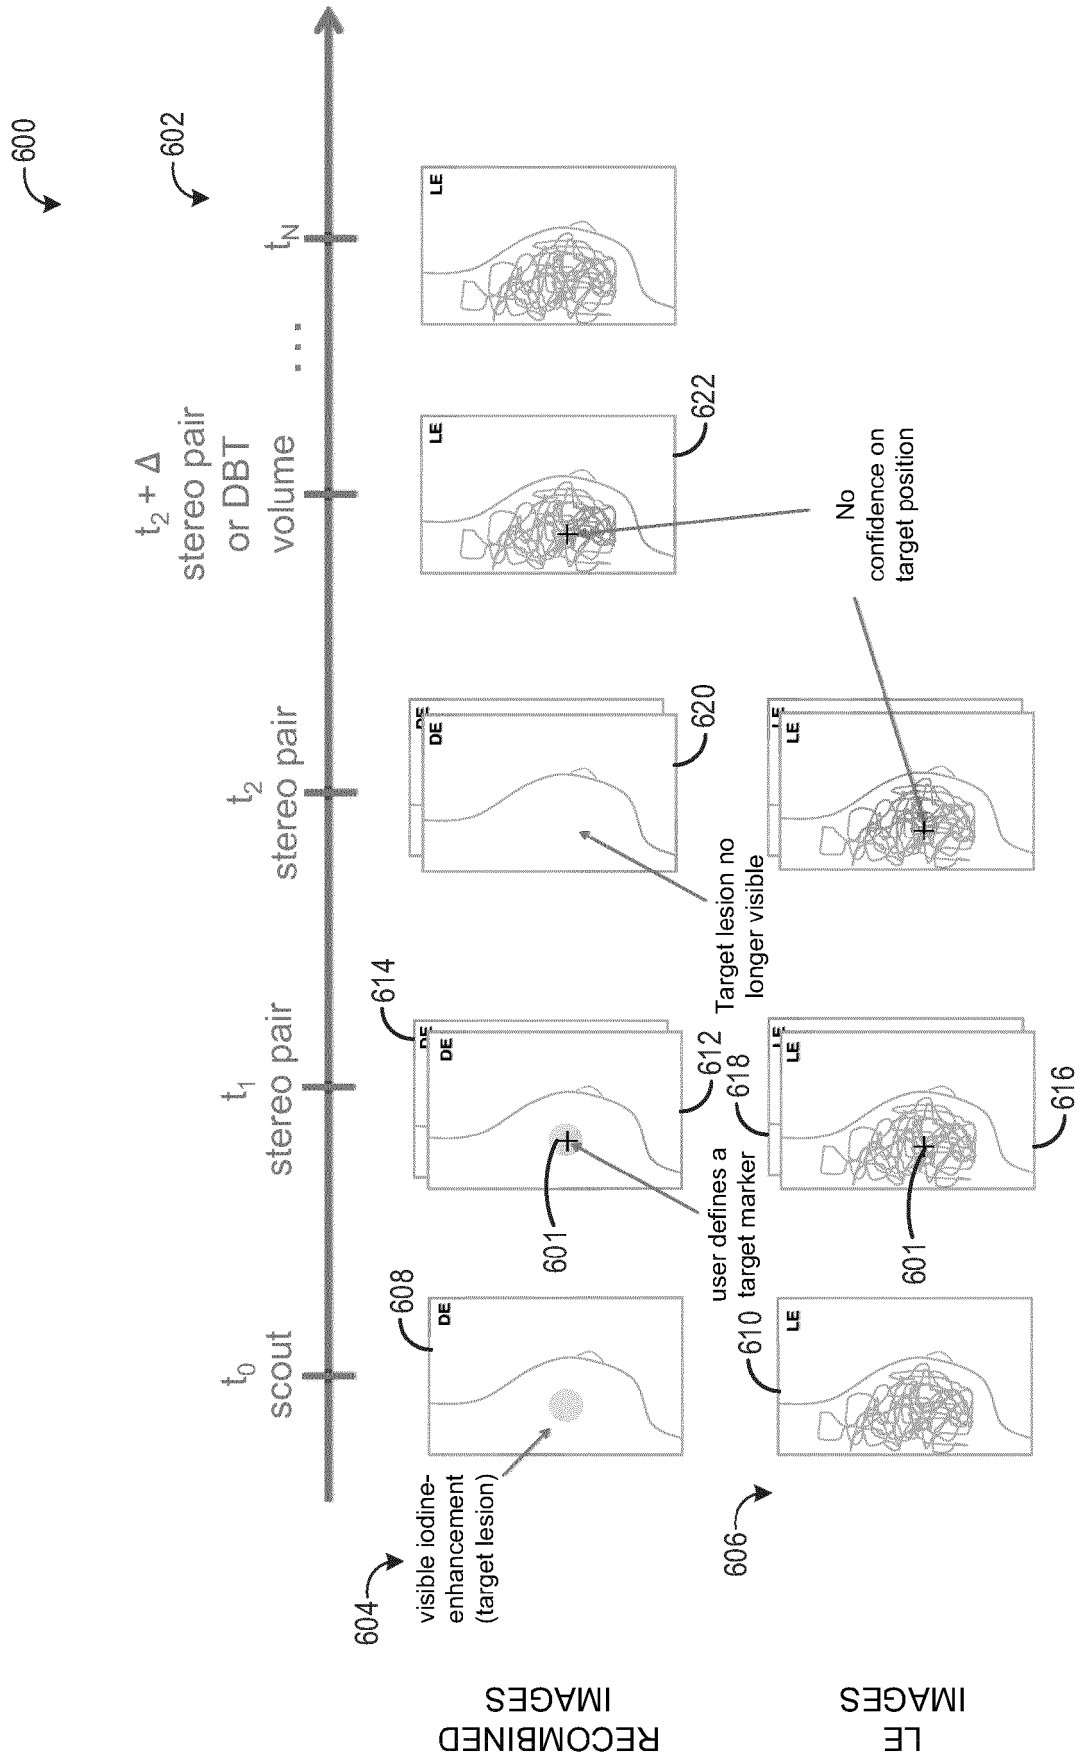 600
602
t0
scout
t1
stereo pair
t2
stereo pair
t2 + Δ
stereo pair
or DBT
volume
...
tN
604
visible iodine-
enhancement
(target lesion)
RECOMBINED
IMAGES
608
DE
614
DE
DE
601
612
user defines a
target marker
DE
DE
620
Target lesion no
longer visible
LE
622
LE
No
confidence on
target position
606
LE
IMAGES
610
LE
618
LE
LE
601
616
LE
LE